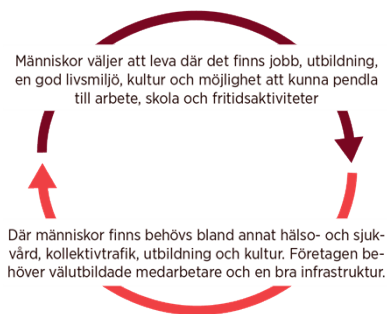 Människor väljer att leva där det finns jobb, utbildning,
en god livsmiljö, kultur och möjlighet att kunna pendla
till arbete, skola och fritidsaktiviteter
Där människor finns behövs bland annat hälso- och sjuk-
vård, kollektivtrafik, utbildning och kultur. Företagen be-
höver välutbildade medarbetare och en bra infrastruktur.